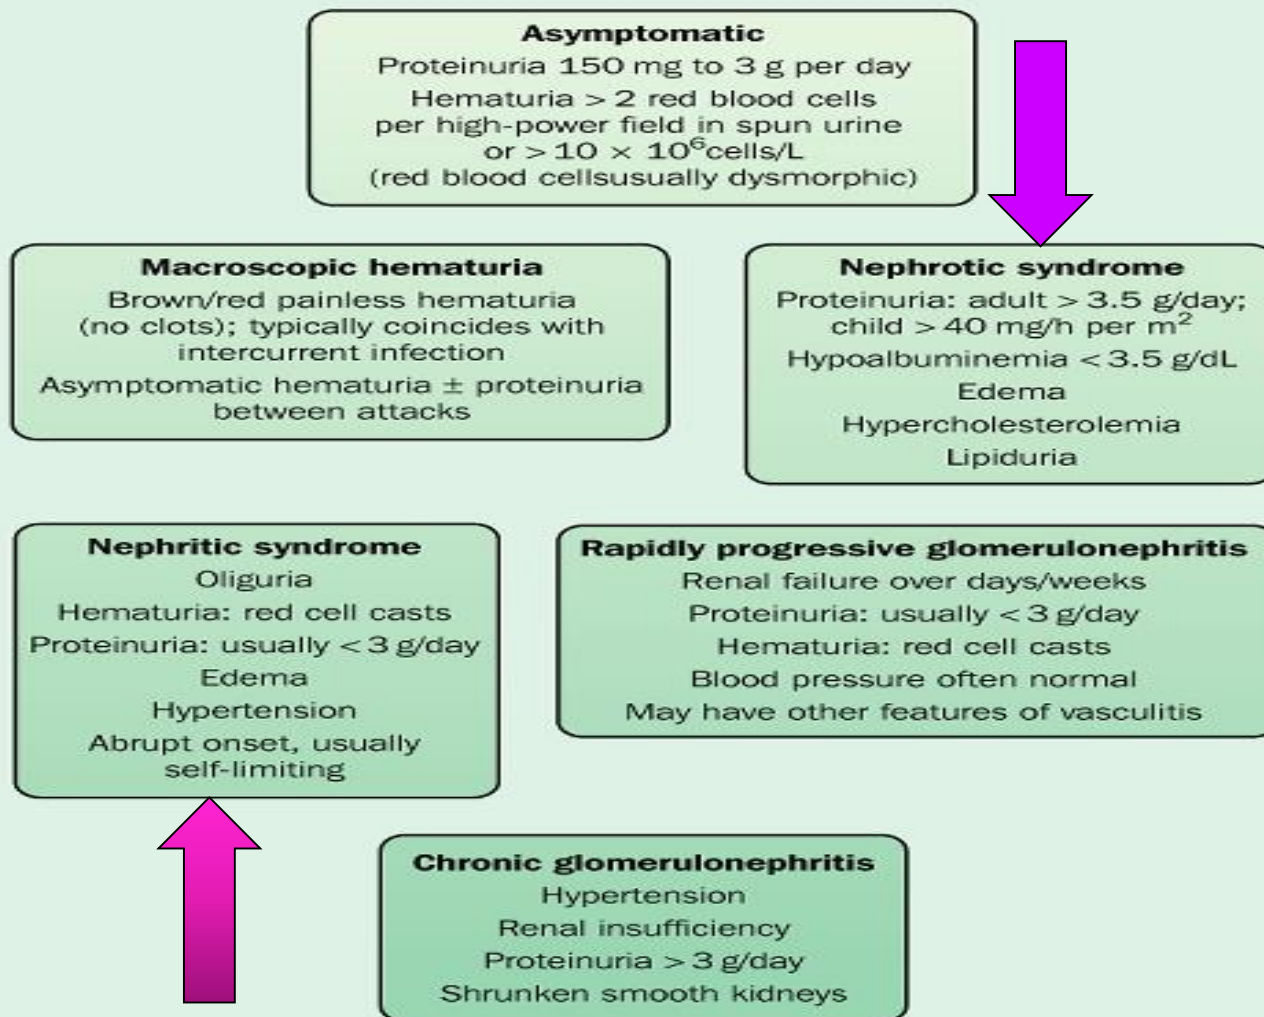 Asymptomatic
Proteinuria 150 mg to 3 g per day
Hematuria > 2 red blood cells
per high-power field in spun urine
or > 10 × 10⁶cells/L
(red blood cellsusually dysmorphic)
Macroscopic hematuria
Brown/red painless hematuria
(no clots); typically coincides with
intercurrent infection
Asymptomatic hematuria ± proteinuria
between attacks
Nephrotic syndrome
Proteinuria: adult > 3.5 g/day;
child > 40 mg/h per m²
Hypoalbuminemia < 3.5 g/dL
Edema
Hypercholesterolemia
Lipiduria
Nephritic syndrome
Oliguria
Hematuria: red cell casts
Proteinuria: usually < 3 g/day
Edema
Hypertension
Abrupt onset, usually
self-limiting
Rapidly progressive glomerulonephritis
Renal failure over days/weeks
Proteinuria: usually < 3 g/day
Hematuria: red cell casts
Blood pressure often normal
May have other features of vasculitis
Chronic glomerulonephritis
Hypertension
Renal insufficiency
Proteinuria > 3 g/day
Shrunken smooth kidneys